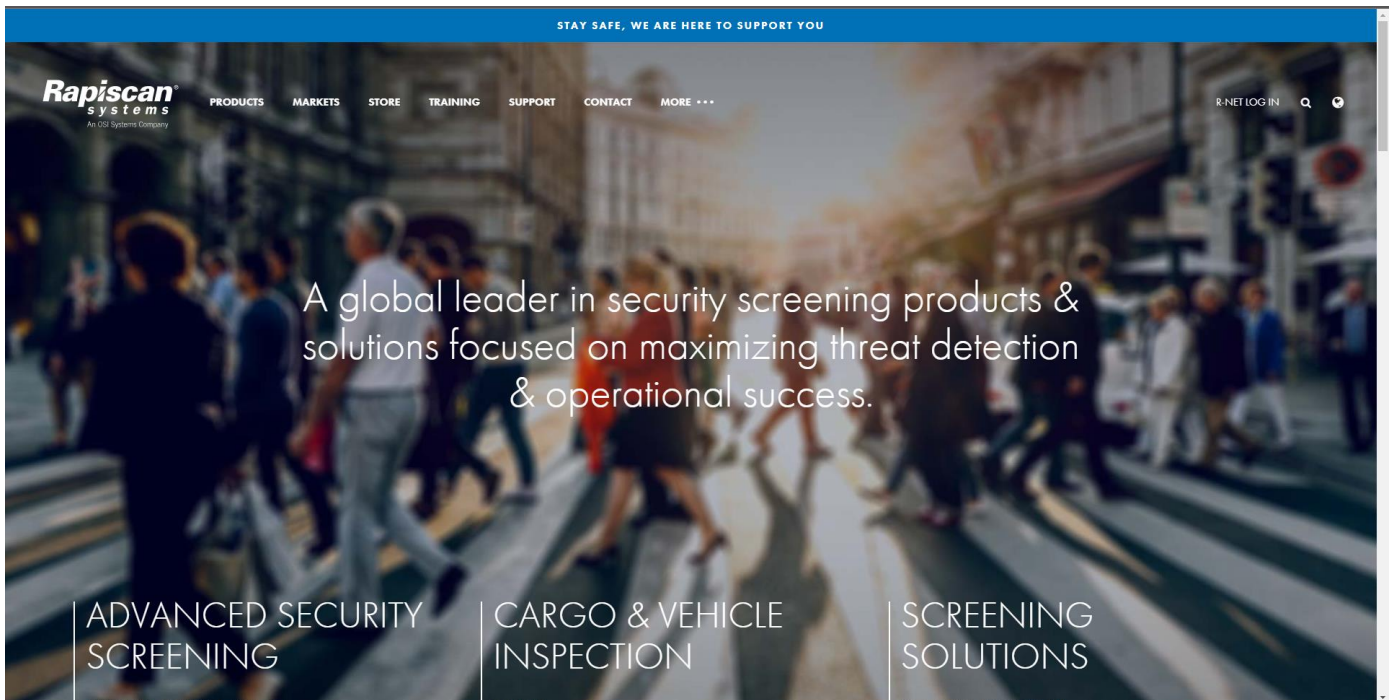 STAY SAFE, WE ARE HERE TO SUPPORT YOU
Rapiscan®
systems
An OSI Systems Company
PRODUCTS MARKETS STORE TRAINING SUPPORT CONTACT MORE •••
R-NET LOG IN
A global leader in security screening products &
solutions focused on maximizing threat detection
& operational success.
ADVANCED SECURITY
SCREENING
CARGO & VEHICLE
INSPECTION
SCREENING
SOLUTIONS